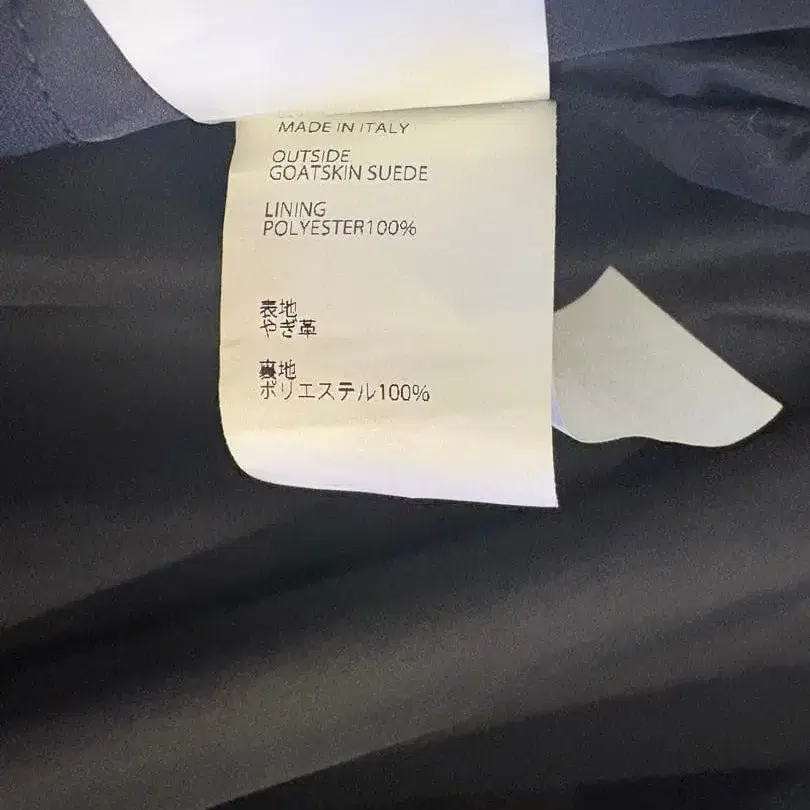 MADE IN ITALY
OUTSIDE
GOATSKIN SUEDE
LINING
POLYESTER100%
表地
やぎ革
裏地
ポリエステル100%